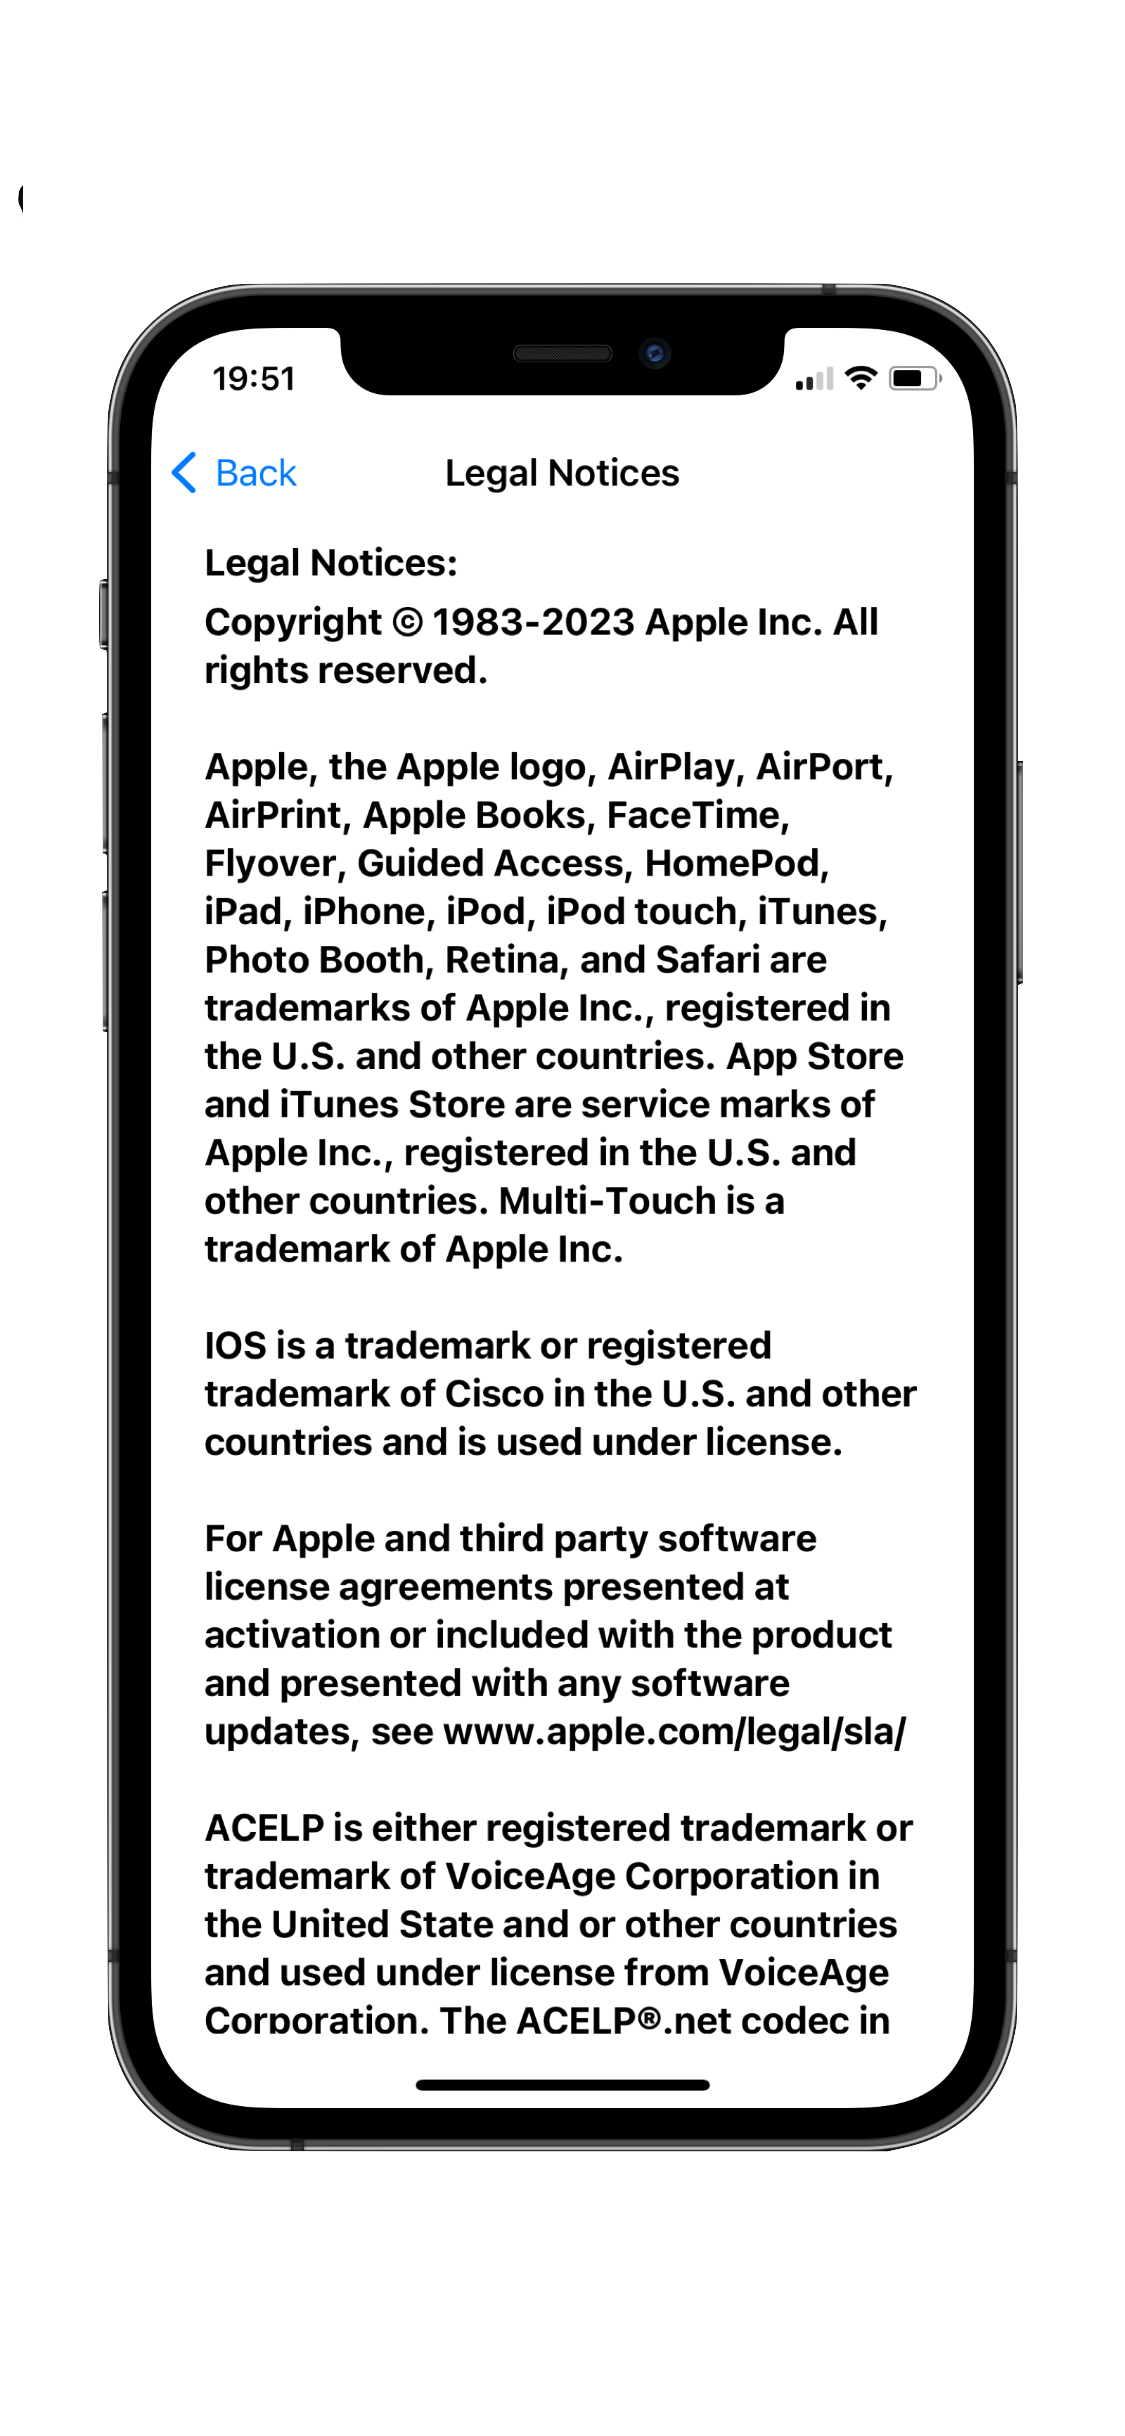 19:51
Back
Legal Notices
Legal Notices:
Copyright © 1983-2023 Apple Inc. All
rights reserved.
Apple, the Apple logo, AirPlay, AirPort,
AirPrint, Apple Books, FaceTime,
Flyover, Guided Access, HomePod,
iPad, iPhone, iPod, iPod touch, iTunes,
Photo Booth, Retina, and Safari are
trademarks of Apple Inc., registered in
the U.S. and other countries. App Store
and iTunes Store are service marks of
Apple Inc., registered in the U.S. and
other countries. Multi-Touch is a
trademark of Apple Inc.
IOS is a trademark or registered
trademark of Cisco in the U.S. and other
countries and is used under license.
For Apple and third party software
license agreements presented at
activation or included with the product
and presented with any software
updates, see www.apple.com/legal/sla/
ACELP is either registered trademark or
trademark of VoiceAge Corporation in
the United State and or other countries
and used under license from VoiceAge
Corporation. The ACELP®.net codec in